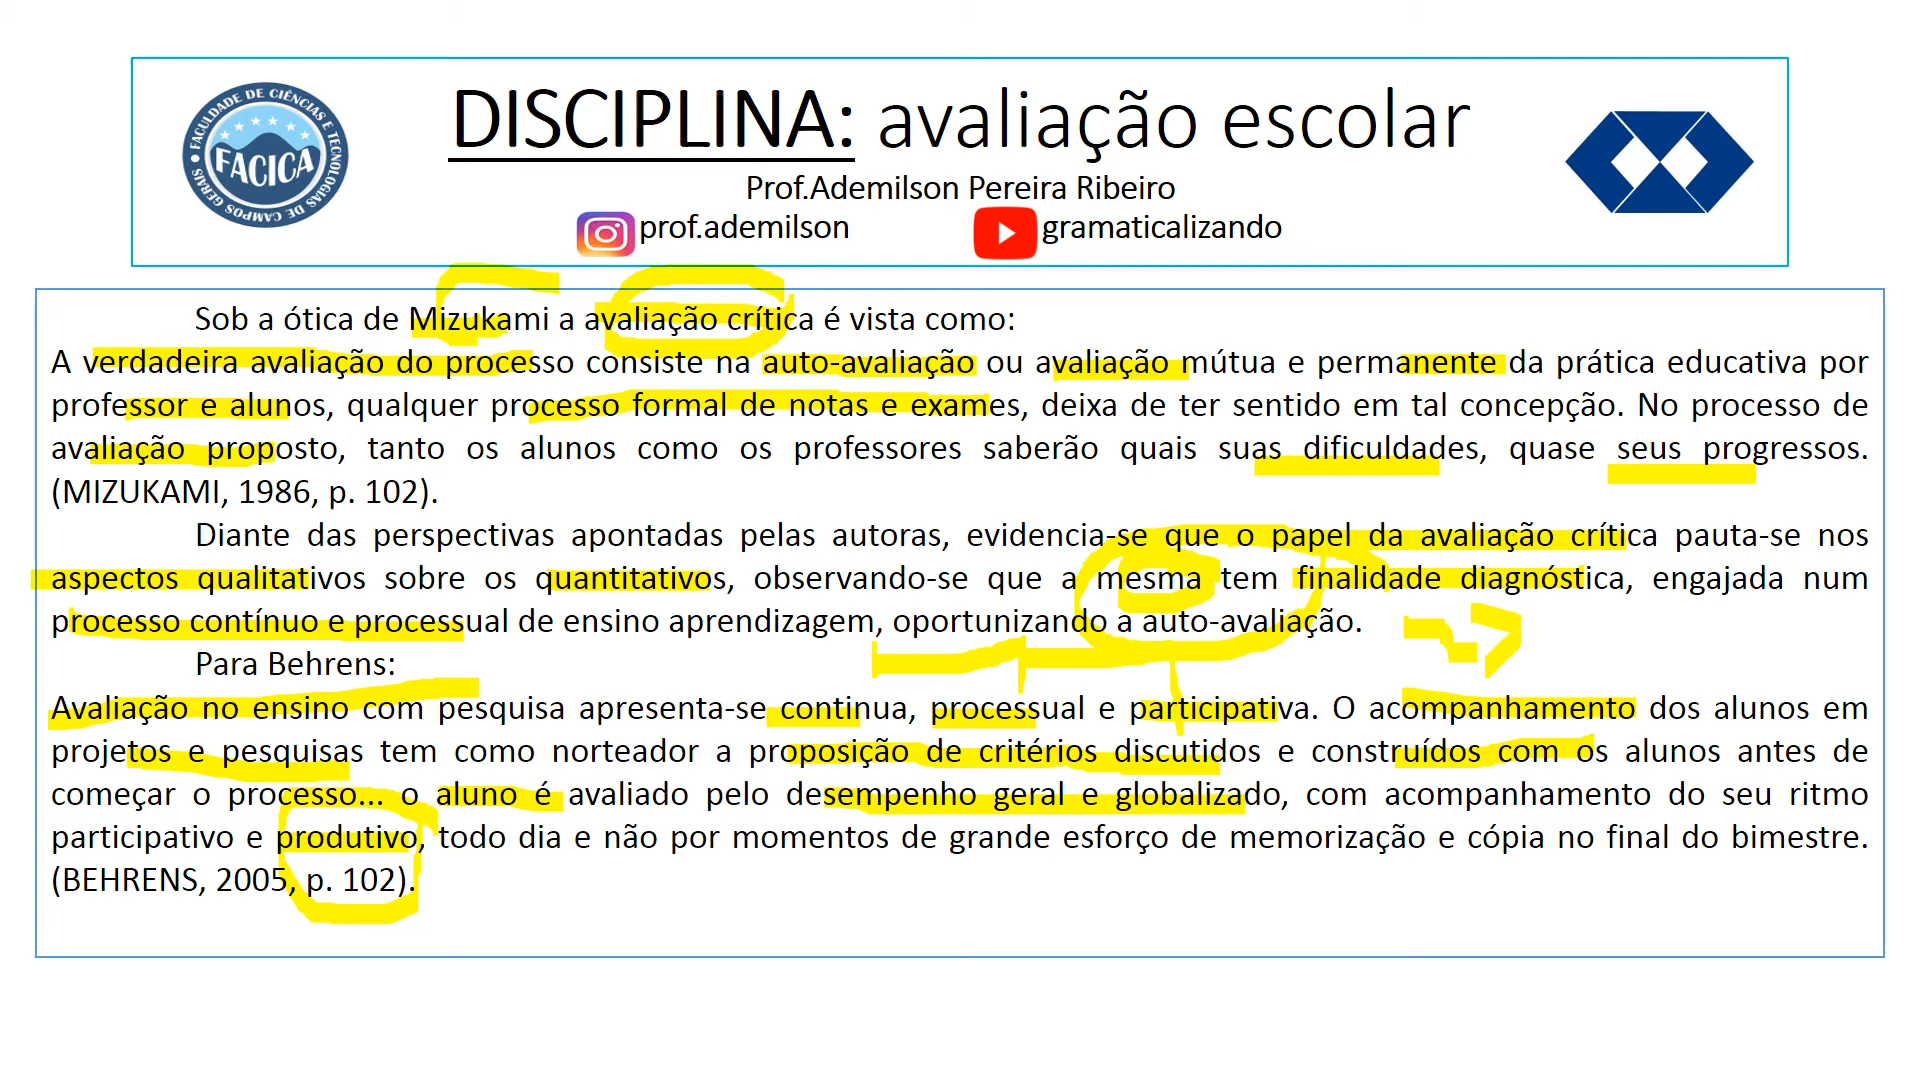 FACULDADE DE CIÊNCIAS E TECNOLOGIAS DE CAMPOS GERAIS
FACICA
DISCIPLINA: avaliação escolar
Prof.Ademilson Pereira Ribeiro
prof.ademilson gramaticalizando
Sob a ótica de Mizukami a avaliação crítica é vista como:
A verdadeira avaliação do processo consiste na auto-avaliação ou avaliação mútua e permanente da prática educativa por
professor e alunos, qualquer processo formal de notas e exames, deixa de ter sentido em tal concepção. No processo de
avaliação proposto, tanto os alunos como os professores saberão quais suas dificuldades, quase seus progressos.
(MIZUKAMI, 1986, p. 102).
Diante das perspectivas apontadas pelas autoras, evidencia-se que o papel da avaliação crítica pauta-se nos
aspectos qualitativos sobre os quantitativos, observando-se que a mesma tem finalidade diagnóstica, engajada num
processo contínuo e processual de ensino aprendizagem, oportunizando a auto-avaliação.
Para Behrens:
Avaliação no ensino com pesquisa apresenta-se continua, processual e participativa. O acompanhamento dos alunos em
projetos e pesquisas tem como norteador a proposição de critérios discutidos e construídos com os alunos antes de
começar o processo... o aluno é avaliado pelo desempenho geral e globalizado, com acompanhamento do seu ritmo
participativo e produtivo, todo dia e não por momentos de grande esforço de memorização e cópia no final do bimestre.
(BEHRENS, 2005, p. 102).